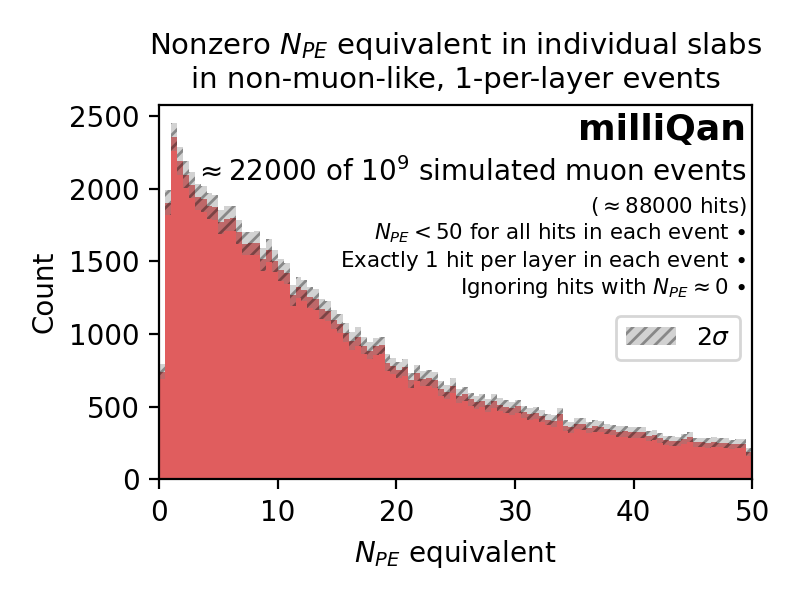 Nonzero N_PE equivalent in individual slabs
in non-muon-like, 1-per-layer events
milliQan
≈22000 of 10⁹ simulated muon events
(≈88000 hits)
N_PE < 50 for all hits in each event •
Exactly 1 hit per layer in each event •
Ignoring hits with N_PE ≈ 0 •
2σ
Count
2500
2000
1500
1000
500
0
0 10 20 30 40 50
N_PE equivalent